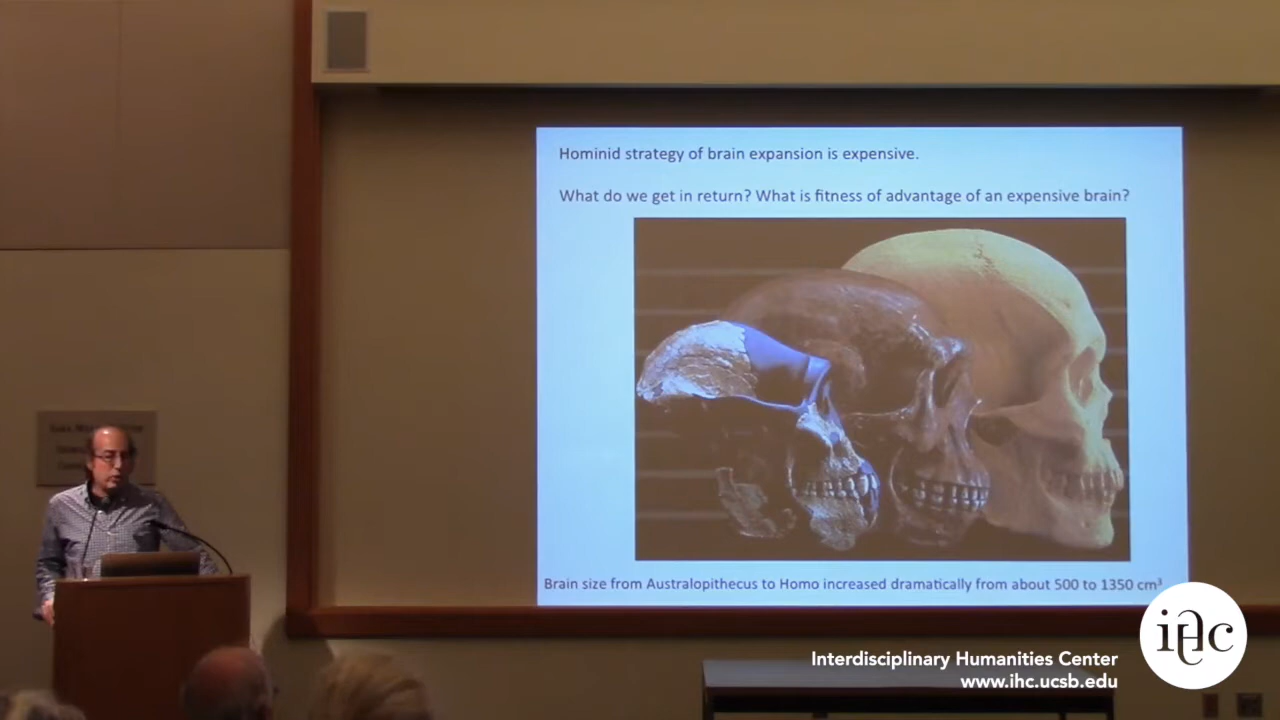 Hominid strategy of brain expansion is expensive.
What do we get in return? What is fitness of advantage of an expensive brain?
Brain size from Australopithecus to Homo increased dramatically from about 500 to 1350 cm³
ihc
Interdisciplinary Humanities Center
www.ihc.ucsb.edu